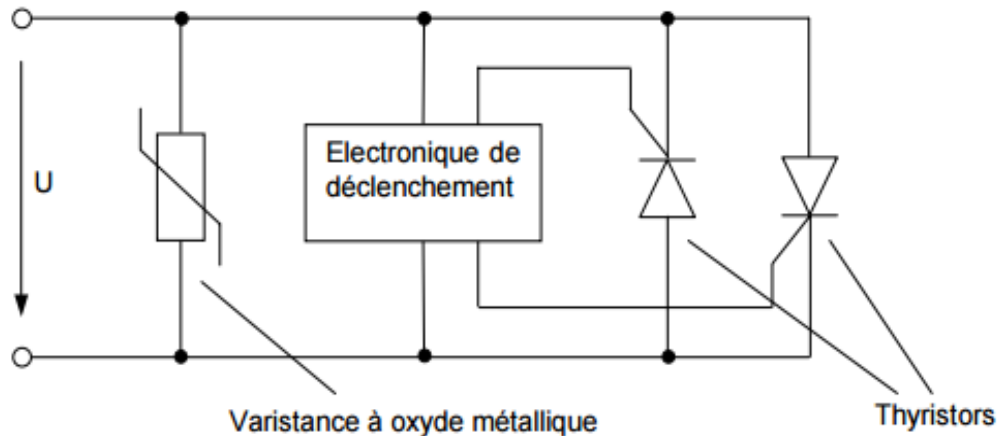 U
Electronique de
déclenchement
Varistance à oxyde métallique
Thyristors